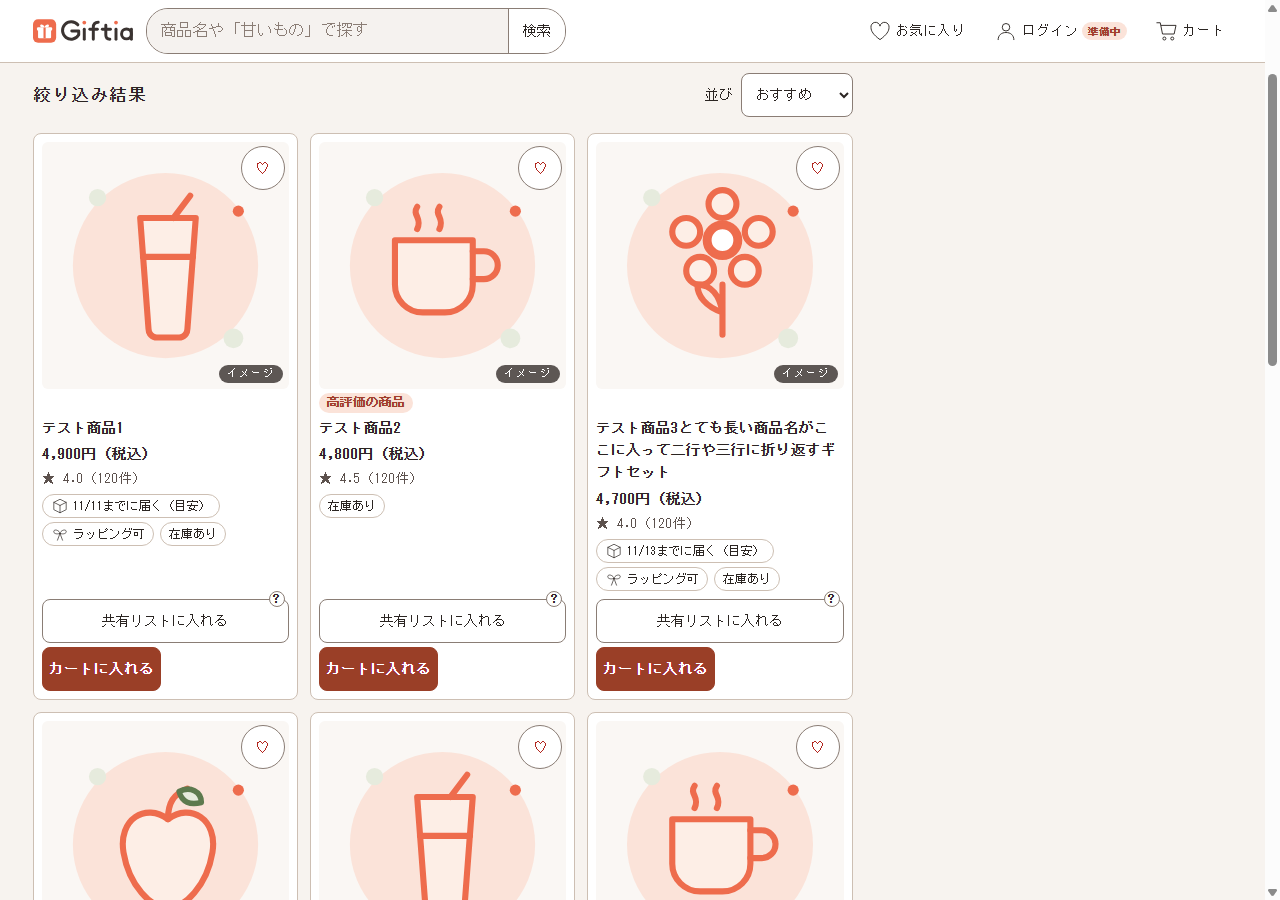 Giftia
商品名や「甘いもの」で探す
検索
お気に入り
ログイン 準備中
カート
絞り込み結果
並び
おすすめ
イメージ
テスト商品1
4,900円（税込）
★ 4.0（120件）
11/11までに届く（目安）
ラッピング可
在庫あり
?
共有リストに入れる
カートに入れる
イメージ
高評価の商品
テスト商品2
4,800円（税込）
★ 4.5（120件）
在庫あり
?
共有リストに入れる
カートに入れる
イメージ
テスト商品3とても長い商品名がこ
こに入って二行や三行に折り返すギ
フトセット
4,700円（税込）
★ 4.0（120件）
11/13までに届く（目安）
ラッピング可
在庫あり
?
共有リストに入れる
カートに入れる